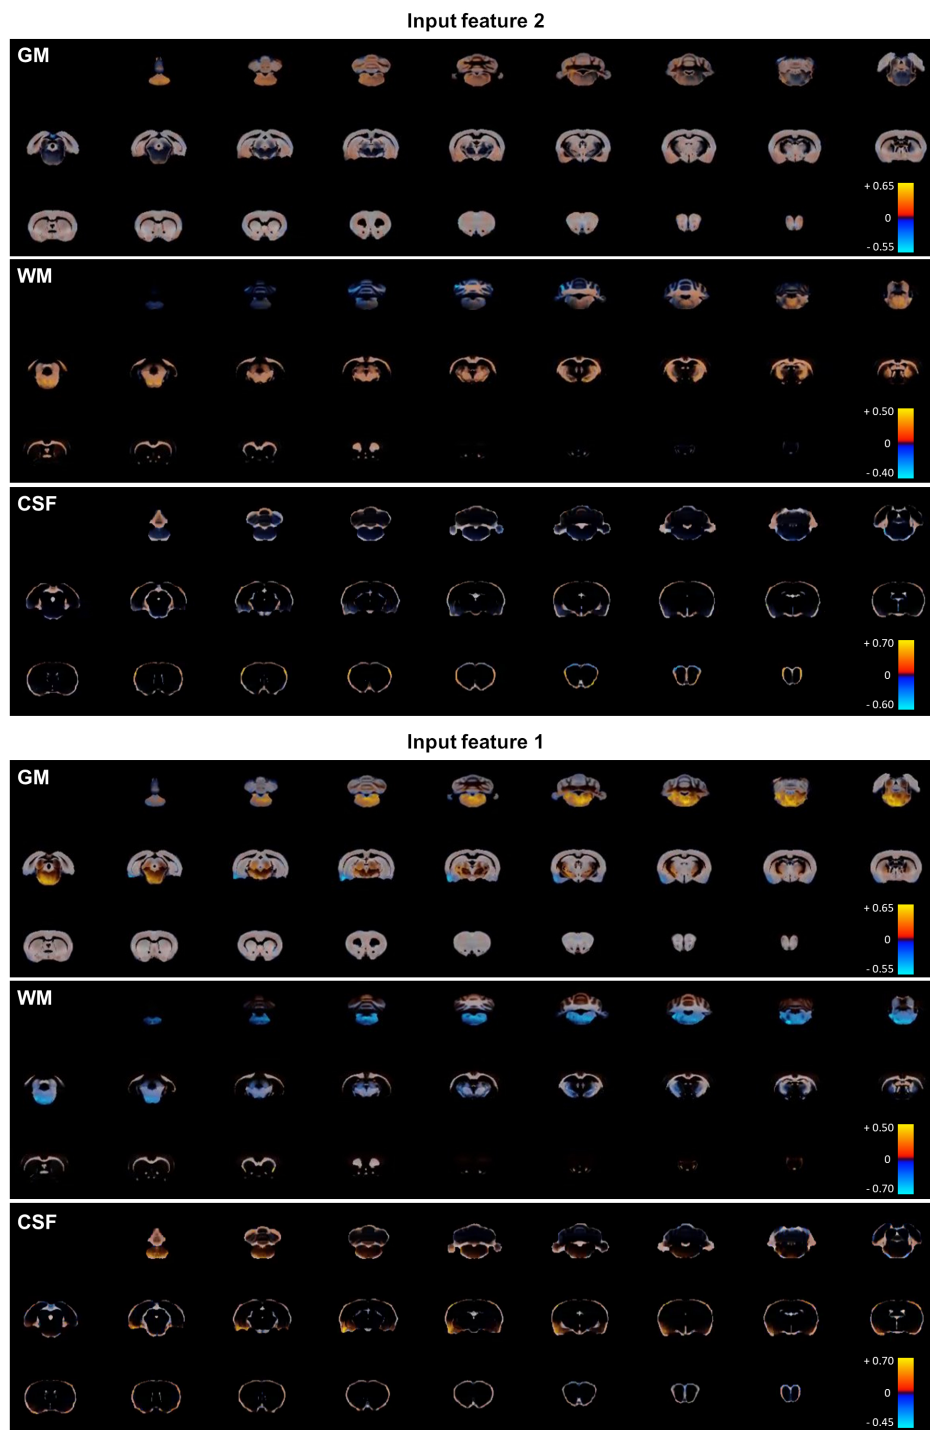 Input feature 2
GM
+ 0.65
0
- 0.55
WM
+ 0.50
0
- 0.40
CSF
+ 0.70
0
- 0.60
Input feature 1
GM
+ 0.65
0
- 0.55
WM
+ 0.50
0
- 0.70
CSF
+ 0.70
0
- 0.45